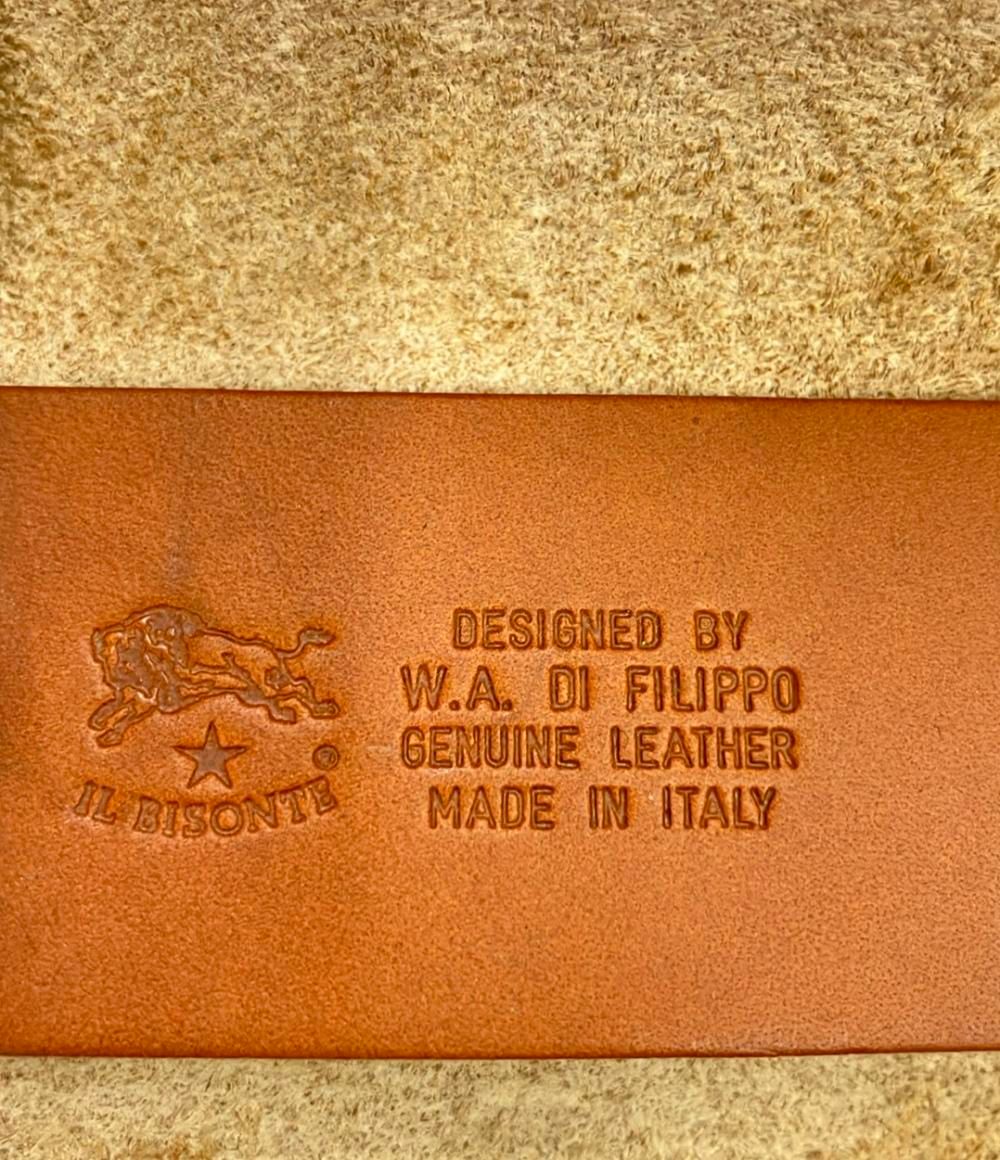 DESIGNED BY
W.A. DI FILIPPO
GENUINE LEATHER
MADE IN ITALY
®
IL BISONTE